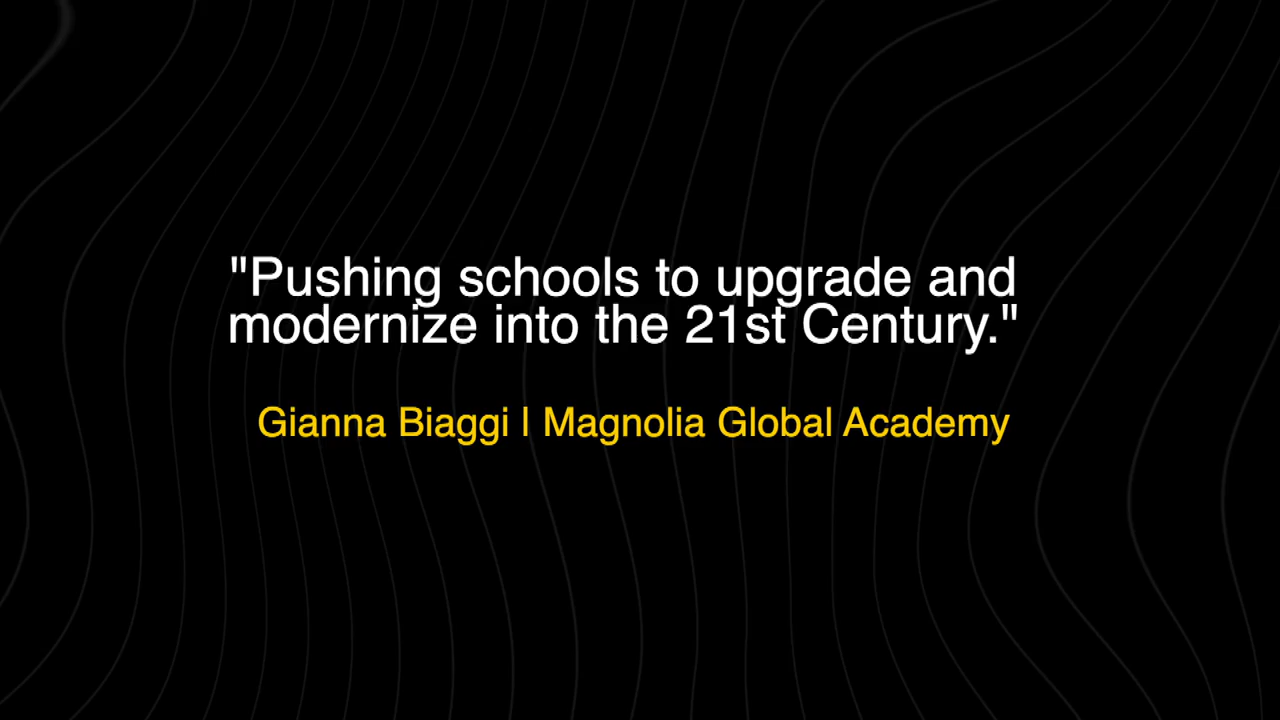 "Pushing schools to upgrade and
modernize into the 21st Century."
Gianna Biaggi | Magnolia Global Academy